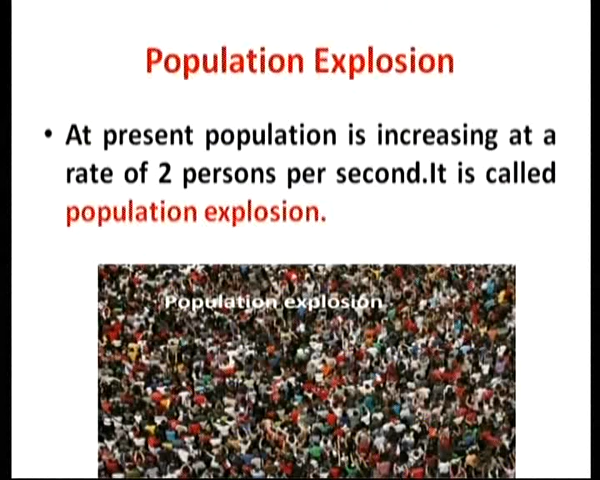 Population Explosion
• At present population is increasing at a
rate of 2 persons per second.It is called
population explosion.
Population explosion